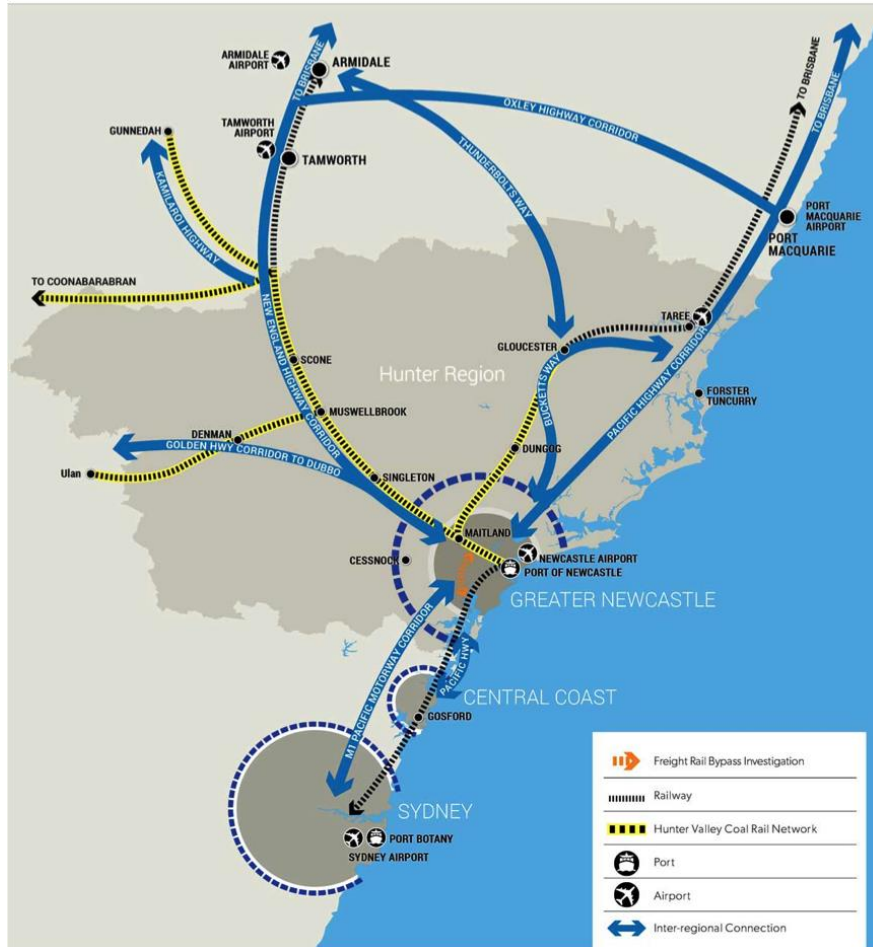 ARMIDALE
AIRPORT
ARMIDALE
TO BRISBANE
TO BRISBANE
TO BRISBANE
OXLEY HIGHWAY CORRIDOR
TAMWORTH
AIRPORT
TAMWORTH
GUNNEDAH
THUNDERBOLTS WAY
KAMILAROI HIGHWAY
PORT
MACQUARIE
AIRPORT
PORT
MACQUARIE
TO COONABARABRAN
NEW ENGLAND HIGHWAY CORRIDOR
TAREE
GLOUCESTER
SCONE
Hunter Region
BUCKETTS WAY
PACIFIC HIGHWAY CORRIDOR
FORSTER
TUNCURRY
MUSWELLBROOK
DENMAN
GOLDEN HWY CORRIDOR TO DUBBO
DUNGOG
Ulan
SINGLETON
MAITLAND
CESSNOCK
NEWCASTLE AIRPORT
PORT OF NEWCASTLE
GREATER NEWCASTLE
M1 PACIFIC MOTORWAY CORRIDOR
PACIFIC HWY
CENTRAL COAST
GOSFORD
SYDNEY
PORT BOTANY
SYDNEY AIRPORT
Freight Rail Bypass Investigation
Railway
Hunter Valley Coal Rail Network
Port
Airport
Inter-regional Connection